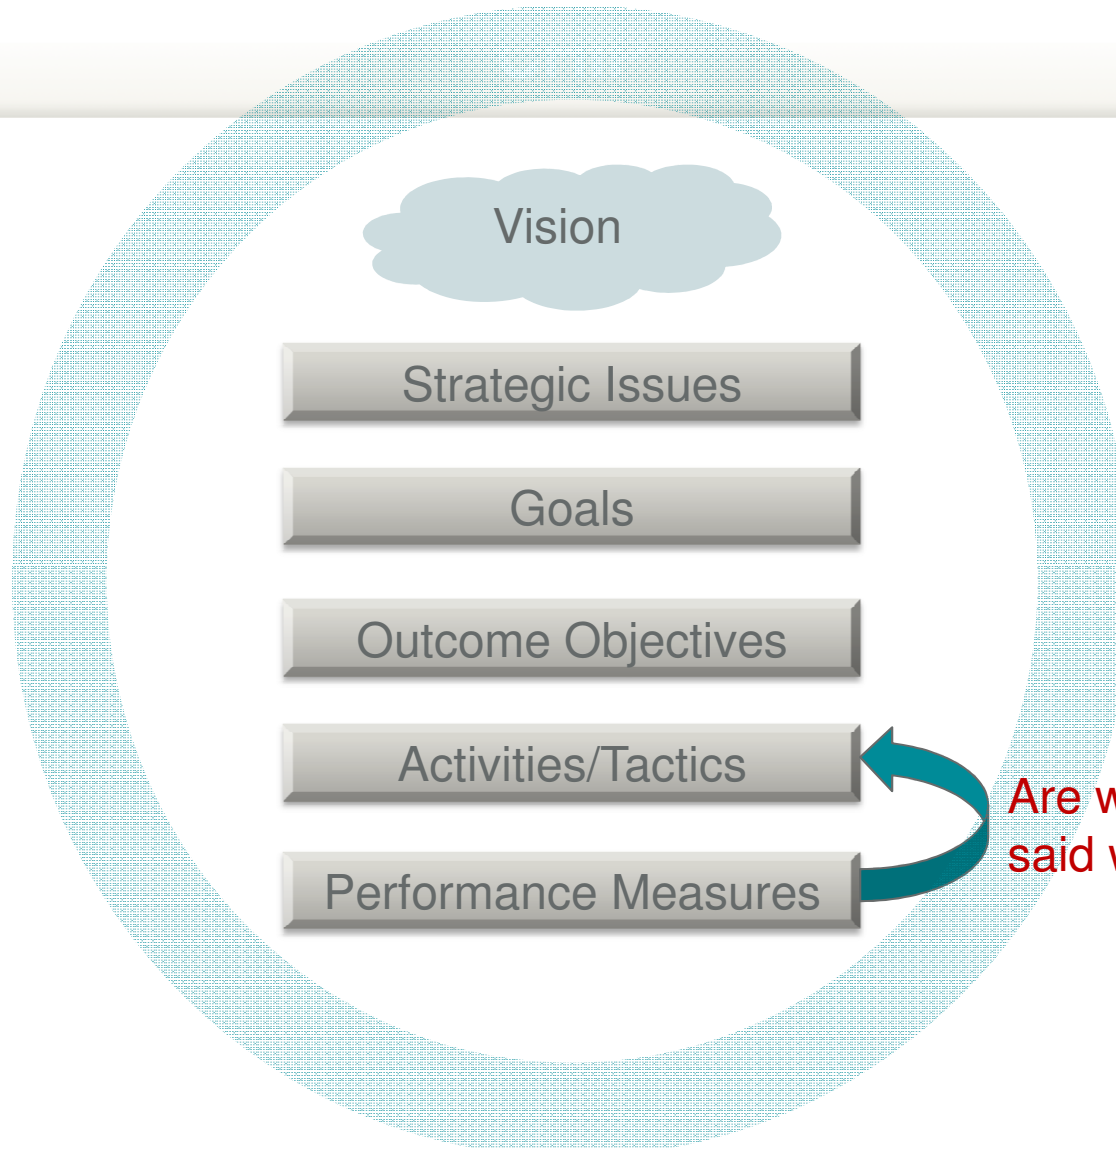 Vision
Strategic Issues
Goals
Outcome Objectives
Activities/Tactics
Are
said
Performance Measures